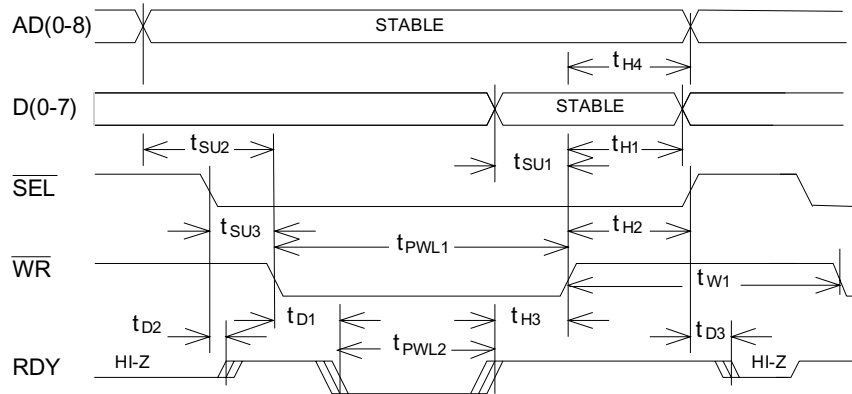 AD(0-8)
STABLE
tH4
D(0-7)
STABLE
tSU2
tSU1
tH1
SEL
tSU3
tPWL1
tH2
WR
tW1
tD2
tD1
tH3
tD3
tPWL2
RDY
HI-Z
HI-Z